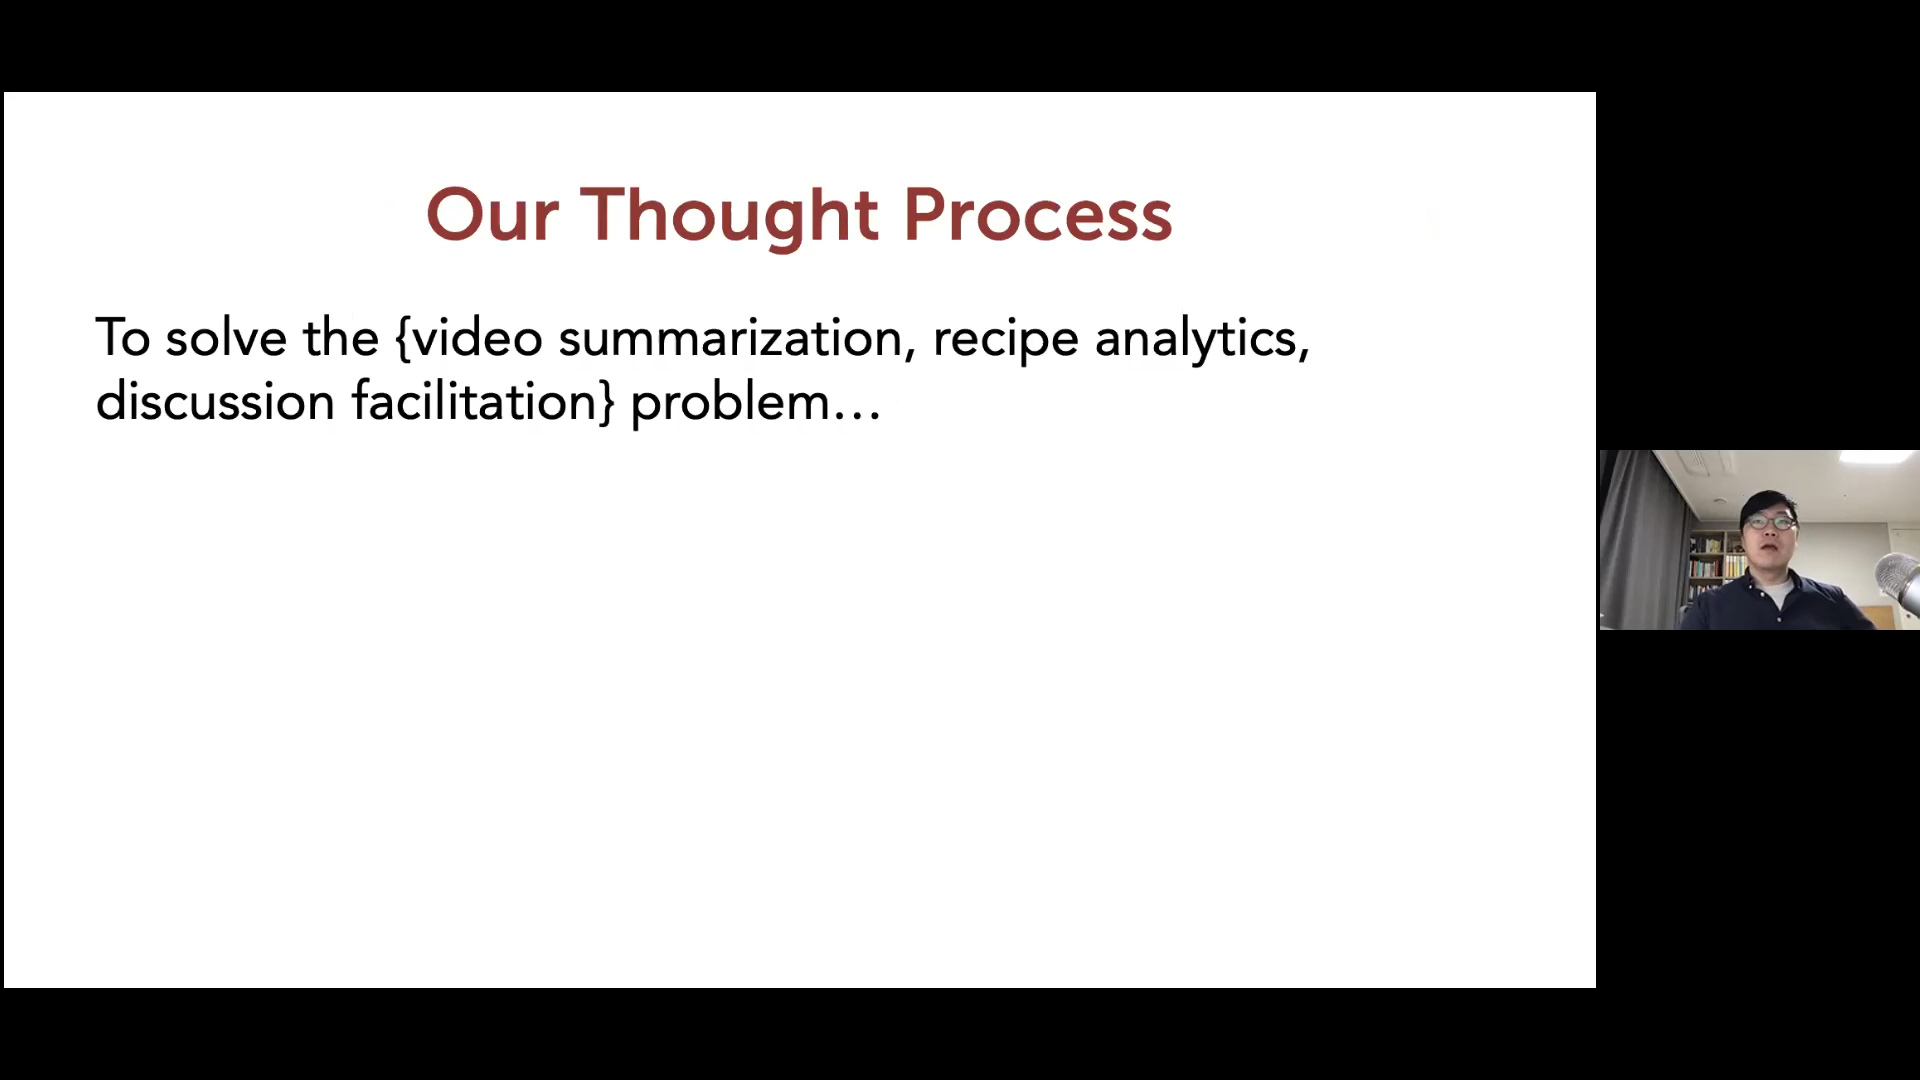 Our Thought Process
To solve the {video summarization, recipe analytics,
discussion facilitation} problem…